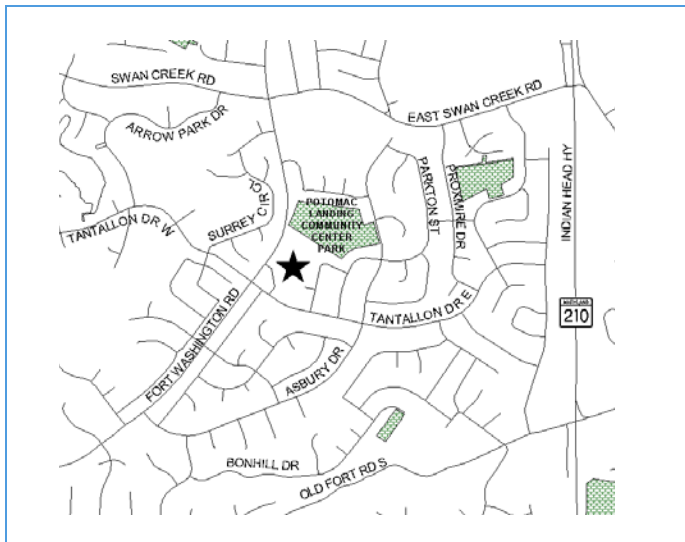 SWAN CREEK RD
EAST SWAN CREEK RD
ARROW PARK DR
PARKTON ST
PROXMIRE DR
INDIAN HEAD HY
SURREY CIR CL
POTOMAC
LANDING
COMMUNITY
CENTER
PARK
TANTALLON DR W
MARYLAND
210
TANTALLON DR E
FORT WASHINGTON RD
ASBURY DR
BONHILL DR
OLD FORT RD S